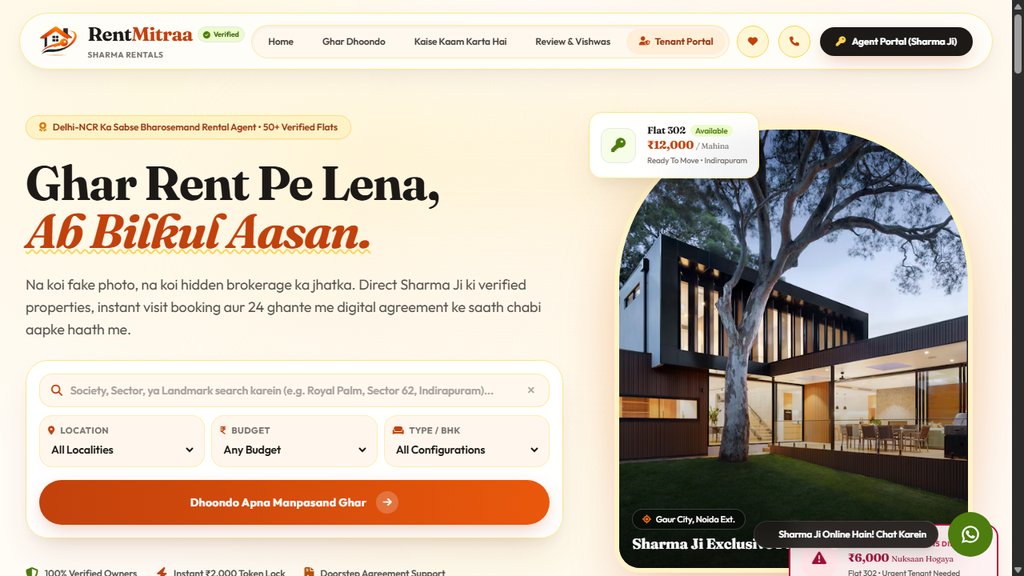 RentMitraa
Verified
SHARMA RENTALS
Home
Ghar Dhoondo
Kaise Kaam Karta Hai
Review & Vishwas
Tenant Portal
Agent Portal (Sharma Ji)
Delhi-NCR Ka Sabse Bharosemand Rental Agent • 50+ Verified Flats
Ghar Rent Pe Lena,
Ab Bilkul Aasan.
Na koi fake photo, na koi hidden brokerage ka jhatka. Direct Sharma Ji ki verified
properties, instant visit booking aur 24 ghante me digital agreement ke saath chabi
aapke haath me.
Society, Sector, ya Landmark search karein (e.g. Royal Palm, Sector 62, Indirapuram)...
LOCATION
All Localities
₹ BUDGET
Any Budget
TYPE / BHK
All Configurations
Dhoondo Apna Manpasand Ghar
100% Verified Owners
Instant ₹2,000 Token Lock
Doorstep Agreement Support
Flat 302 Available
₹12,000 / Mahina
Ready To Move • Indirapuram
Gaur City, Noida Ext.
Sharma Ji Exclusi
Sharma Ji Online Hai! Chat Karein
₹6,000 Nuksaan Hogaya
Flat 302 • Urgent Tenant Needed